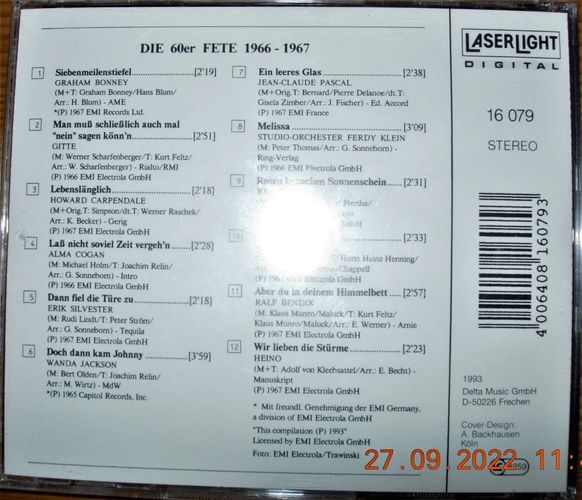 DIE 60er FETE 1966 - 1967
1 Siebenmeilenstiefel [2'19]
GRAHAM BONNEY
(M+T: Graham Bonney/Hans Blum/
Arr.: H. Blum) - AME
*(P) 1967 EMI Records Ltd.
2 Man muß schließlich auch mal
"nein" sagen könn'n [2'51]
GITTE
(M: Werner Scharfenberger/T: Kurt Feltz/
Arr.: W. Scharfenberger) - Rialto/RMI
(P) 1966 EMI Electrola GmbH
3 Lebenslänglich [2'18]
HOWARD CARPENDALE
(M+Orig.T: Simpson/dt.T: Werner Raschek/
Arr.: K. Becker) - Gerig
(P) 1967 EMI Electrola GmbH
4 Laß nicht soviel Zeit vergeh'n [2'28]
ALMA COGAN
(M: Michael Holm/T: Joachim Relin/
Arr.: G. Sonneborn) - Intro
(P) 1966 EMI Electrola GmbH
5 Dann fiel die Türe zu [2'18]
ERIK SILVESTER
(M: Rudi Lindt/T: Peter Ström/
Arr.: G. Sonneborn) - Tequila
(P) 1967 EMI Electrola GmbH
6 Doch dann kam Johnny [3'59]
WANDA JACKSON
(M: Bert Olden/T: Joachim Relin/
Arr.: M. Wirtz) - MdW
*(P) 1965 Capitol Records, Inc.
7 Ein leeres Glas [2'38]
JEAN-CLAUDE PASCAL
(M+Orig.T: Bernard/Pierre Delance/dt.T:
Gisela Zimber/Arr.: J. Fischer) - Ed. Accord
(P) 1967 EMI France
8 Melissa [3'09]
STUDIO-ORCHESTER FERDY KLEIN
(M: Peter Thomas/Arr.: G. Sonneborn) -
Ring-Verlag
(P) 1966 EMI Electrola GmbH
9 Rosen brauchen Sonnenschein [2'31]
Hertha/
GmbH
10 [2'33]
Horst Heinz Henning/
Chappell
(P) 1967 EMI Electrola GmbH
11 Aber du in deinem Himmelbett [2'57]
RALF BENDIX
(M: Klaus Munro/Maluck/T: Kurt Feltz/
Klaus Munro/Maluck/Arr.: E. Werner) - Amie
(P) 1967 EMI Electrola GmbH
12 Wir lieben die Stürme [2'23]
HEINO
(M+T: Adolf von Kleebsattel/Arr.: E. Becht) -
Manuskript
(P) 1967 EMI Electrola GmbH
* Mit freundl. Genehmigung der EMI Germany,
a division of EMI Electrola GmbH
"This compilation (P) 1993"
Licensed by EMI Electrola GmbH
Foto: EMI Electrola/Trawinski
LASERLIGHT
DIGITAL
16 079
STEREO
4 006408 160793
1993
Delta Music GmbH
D-50226 Frechen
Cover-Design:
A. Backhausen
Köln
27.09.2022 11: